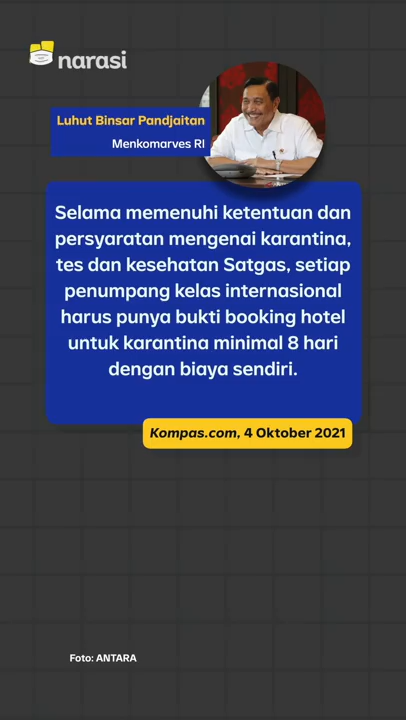 narasi
Luhut Binsar Pandjaitan
Menkomarves RI
Selama memenuhi ketentuan dan
persyaratan mengenai karantina,
tes dan kesehatan Satgas, setiap
penumpang kelas internasional
harus punya bukti booking hotel
untuk karantina minimal 8 hari
dengan biaya sendiri.
Kompas.com, 4 Oktober 2021
Foto: ANTARA